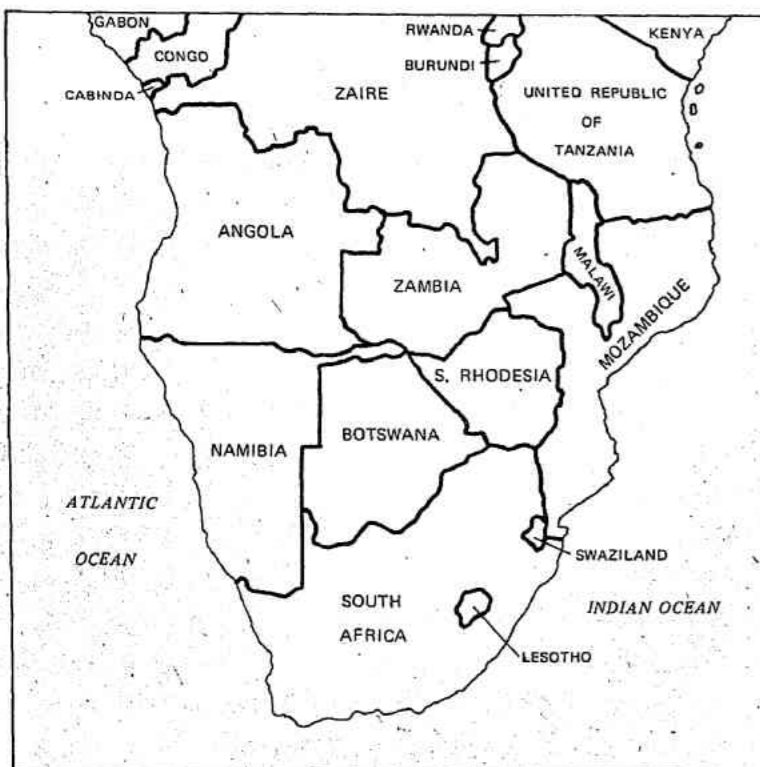 GABON
CONGO
CABINDA
ZAIRE
RWANDA
BURUNDI
KENYA
UNITED REPUBLIC
OF
TANZANIA
ANGOLA
ZAMBIA
MALAWI
MOZAMBIQUE
S. RHODESIA
NAMIBIA
BOTSWANA
ATLANTIC
OCEAN
SWAZILAND
SOUTH
AFRICA
INDIAN OCEAN
LESOTHO